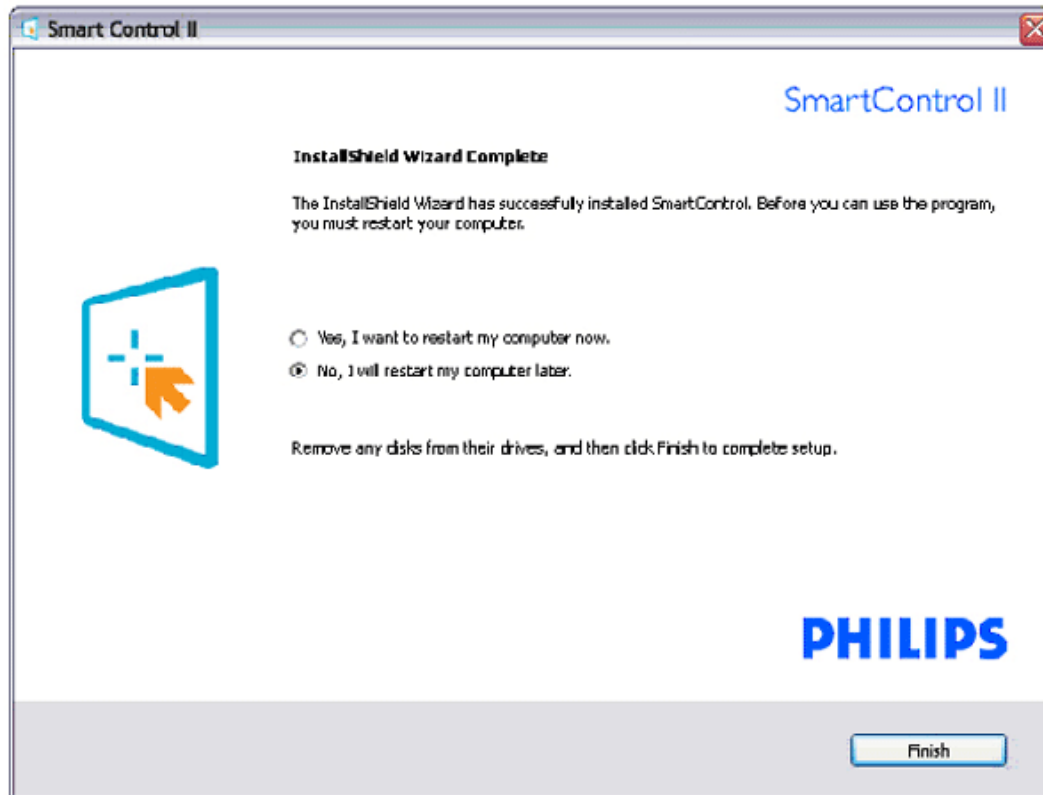 Smart Control II
SmartControl II
InstallShield Wizard Complete
The InstallShield Wizard has successfully installed SmartControl. Before you can use the program,
you must restart your computer.
Yes, I want to restart my computer now.
No, I will restart my computer later.
Remove any disks from their drives, and then click Finish to complete setup.
PHILIPS
Finish